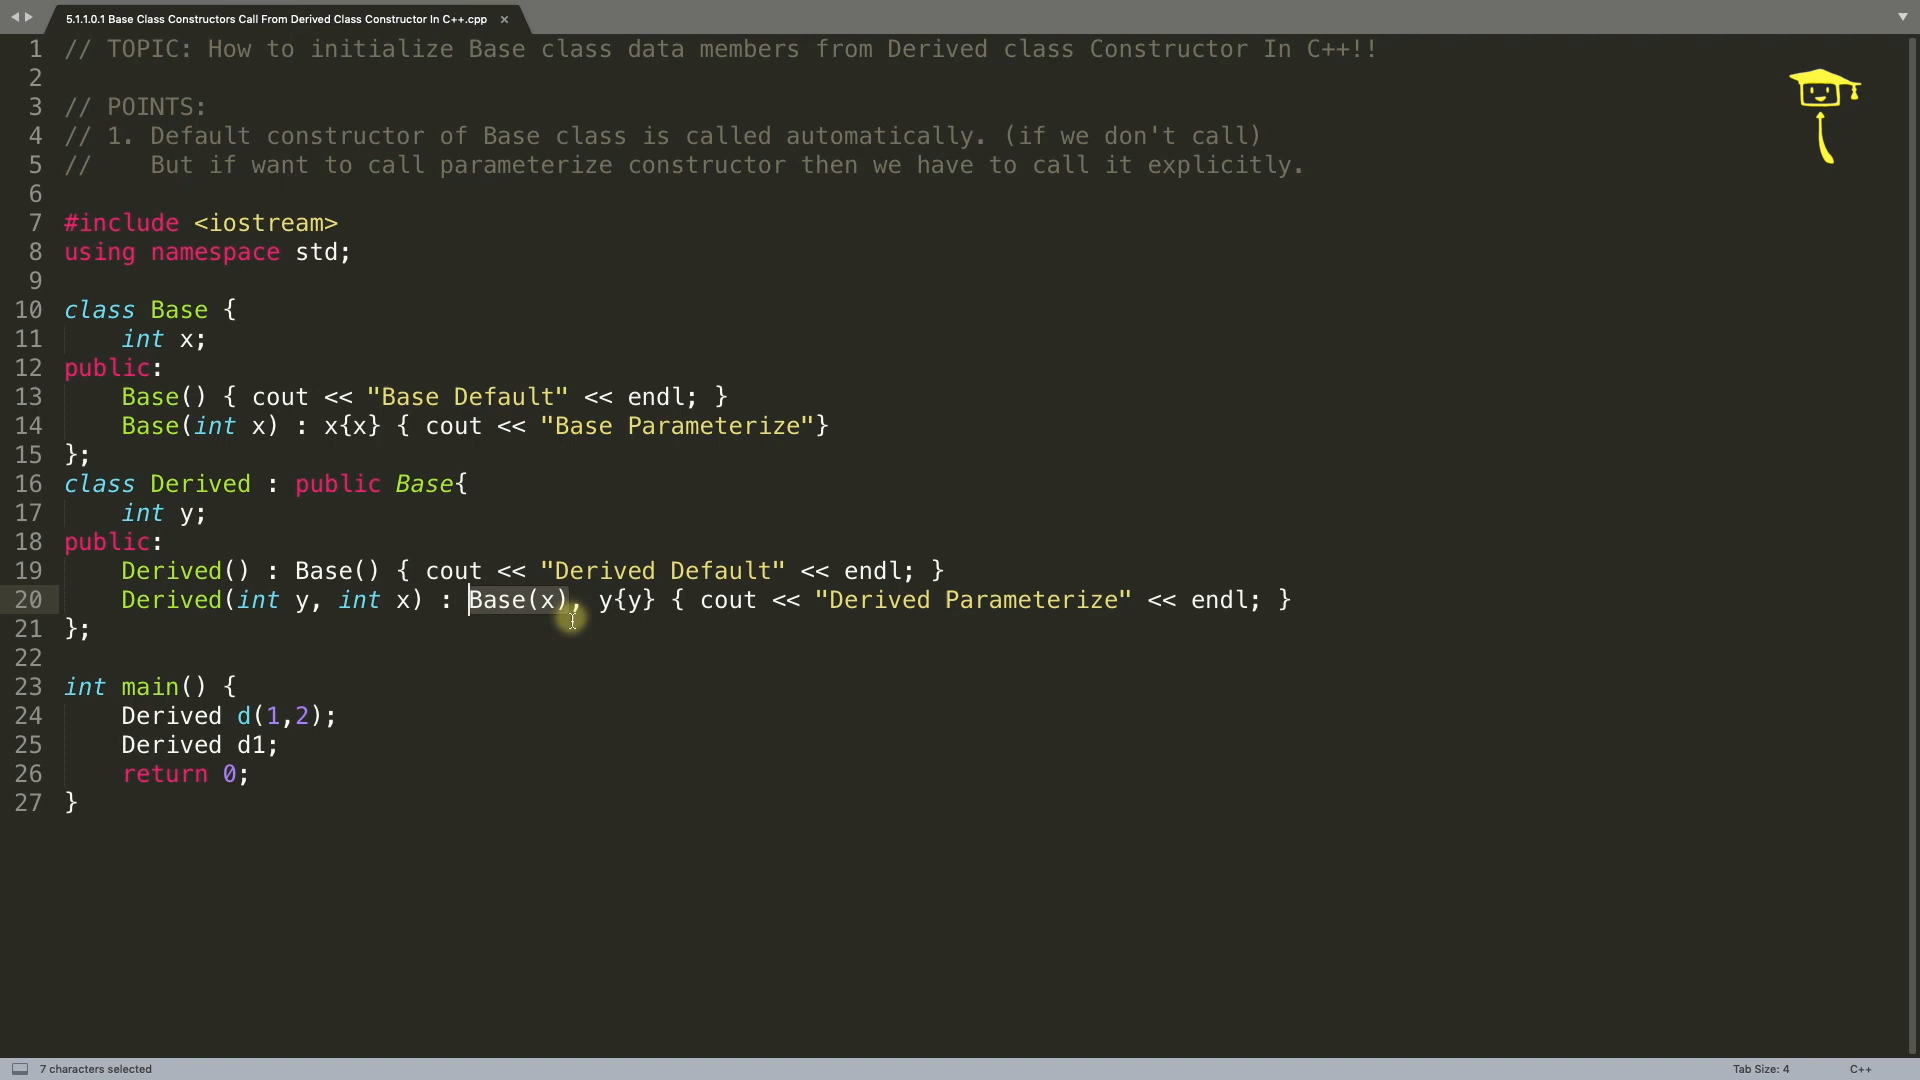 5.1.1.0.1 Base Class Constructors Call From Derived Class Constructor In C++.cpp ×
1 // TOPIC: How to initialize Base class data members from Derived class Constructor In C++!!
2
3 // POINTS:
4 // 1. Default constructor of Base class is called automatically. (if we don't call)
5 //    But if want to call parameterize constructor then we have to call it explicitly.
6
7 #include <iostream>
8 using namespace std;
9
10 class Base {
11     int x;
12 public:
13     Base() { cout << "Base Default" << endl; }
14     Base(int x) : x{x} { cout << "Base Parameterize"}
15 };
16 class Derived : public Base{
17     int y;
18 public:
19     Derived() : Base() { cout << "Derived Default" << endl; }
20     Derived(int y, int x) : Base(x), y{y} { cout << "Derived Parameterize" << endl; }
21 };
22
23 int main() {
24     Derived d(1,2);
25     Derived d1;
26     return 0;
27 }
7 characters selected
Tab Size: 4
C++